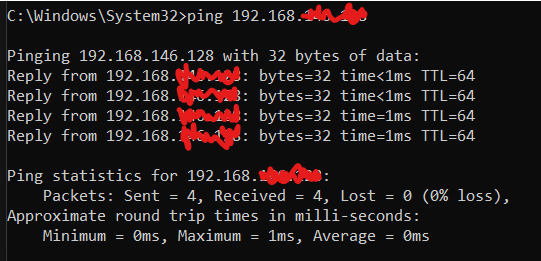 C:\Windows\System32>ping 192.168.
Pinging 192.168.146.128 with 32 bytes of data:
Reply from 192.168. : bytes=32 time<1ms TTL=64
Reply from 192.168. : bytes=32 time<1ms TTL=64
Reply from 192.168. : bytes=32 time=1ms TTL=64
Reply from 192.168. : bytes=32 time=1ms TTL=64
Ping statistics for 192.168. :
Packets: Sent = 4, Received = 4, Lost = 0 (0% loss),
Approximate round trip times in milli-seconds:
Minimum = 0ms, Maximum = 1ms, Average = 0ms